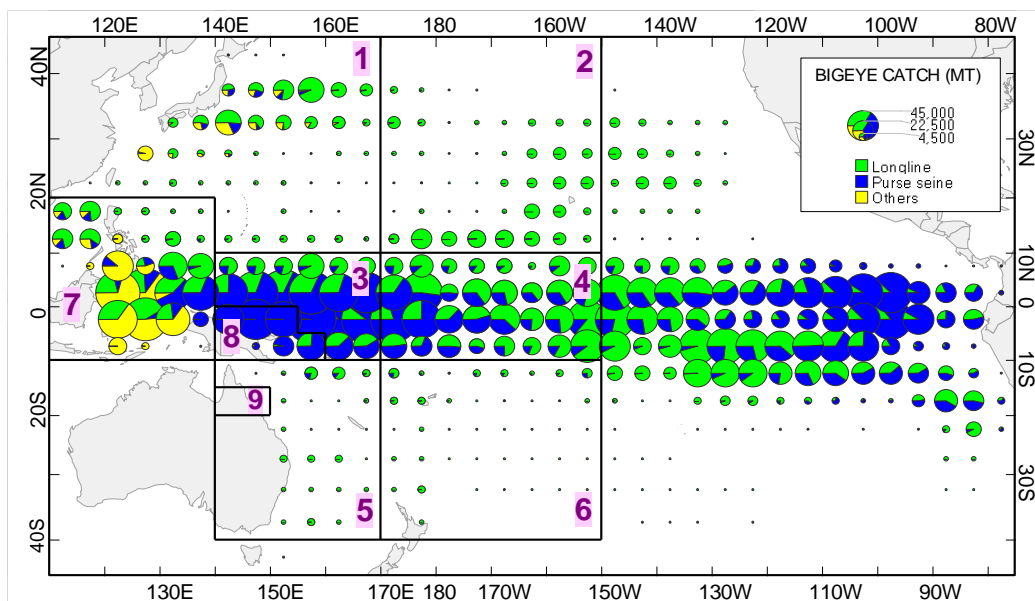 120E 140E 160E 180 160W 140W 120W 100W 80W
1 2
BIGEYE CATCH (MT)
45,000
22,500
4,500
Longline
Purse seine
Others
3 4
7
8
9
5 6
40N
20N
0
20S
40S
30N
10N
10S
30S
130E 150E 170E 180 170W 150W 130W 110W 90W